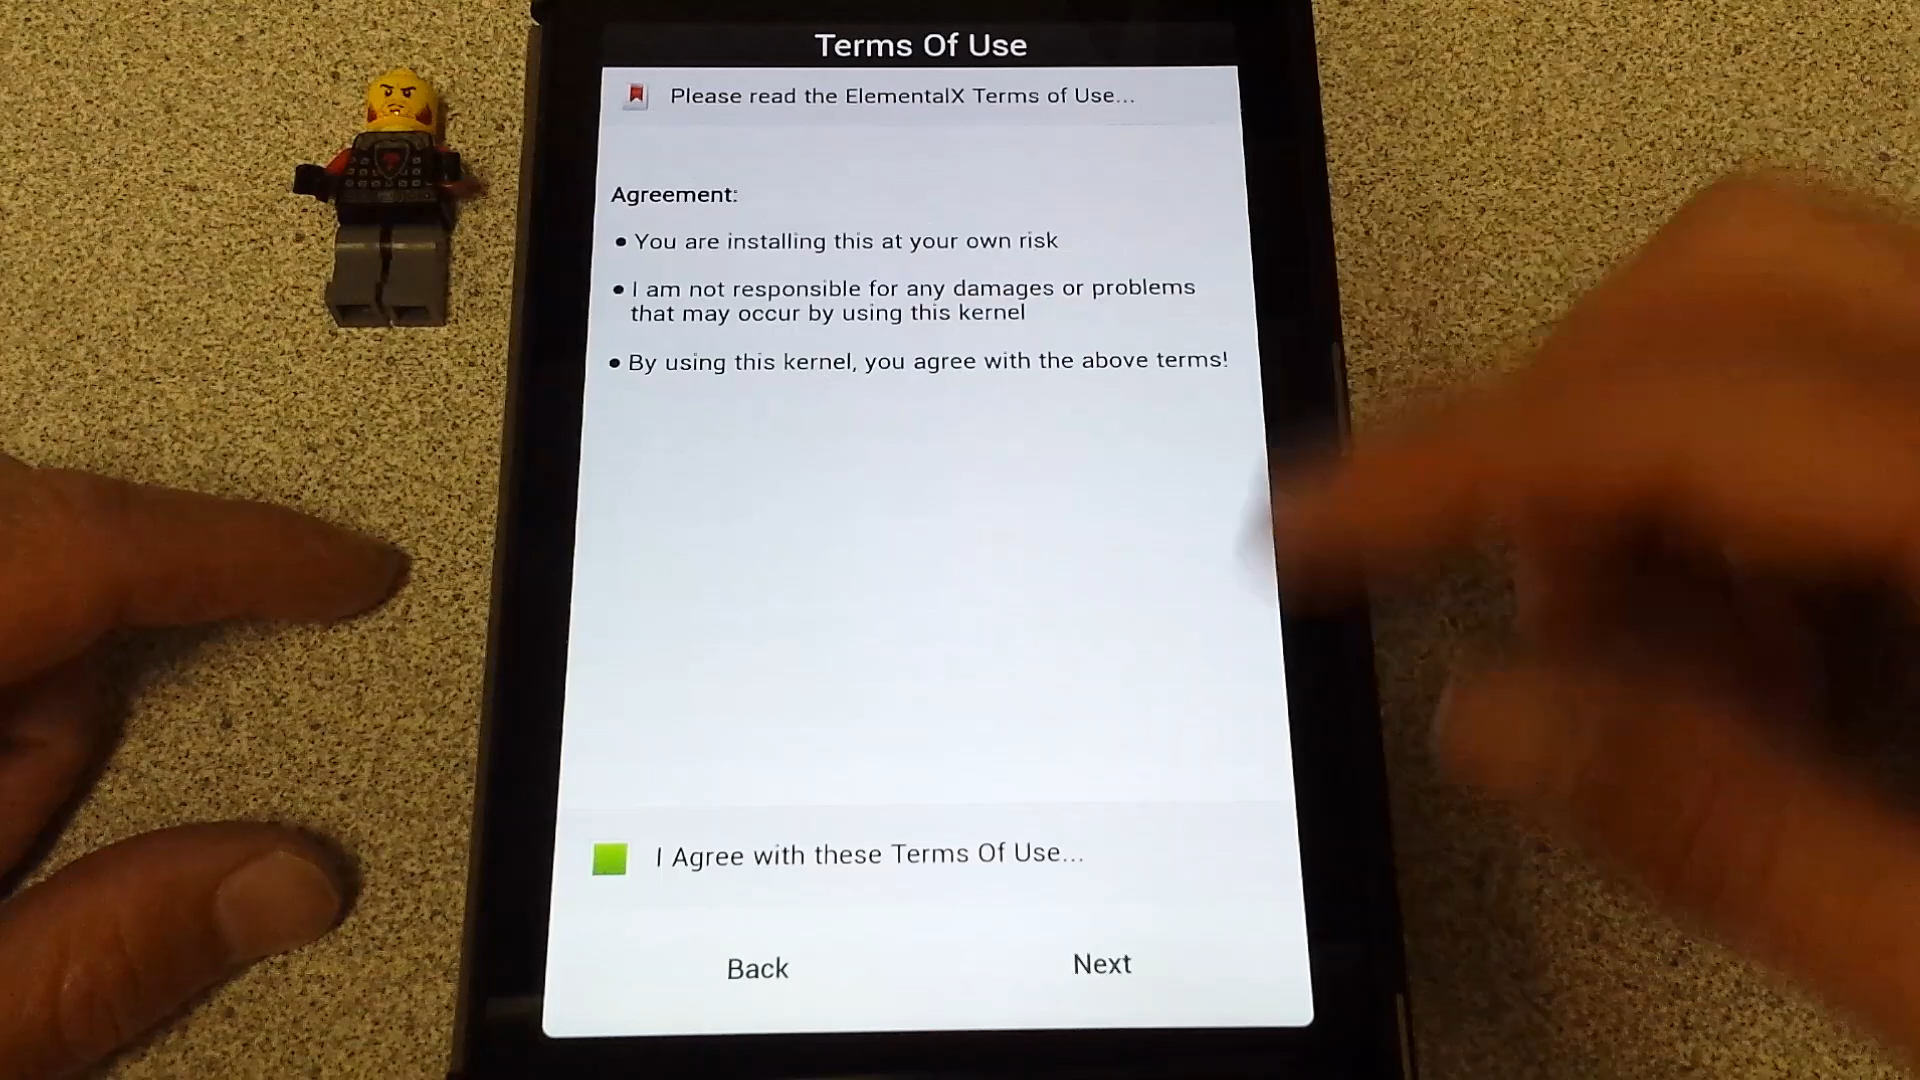 Terms Of Use
Please read the ElementalX Terms of Use...
Agreement:
• You are installing this at your own risk
• I am not responsible for any damages or problems
that may occur by using this kernel
• By using this kernel, you agree with the above terms!
I Agree with these Terms Of Use...
Back
Next